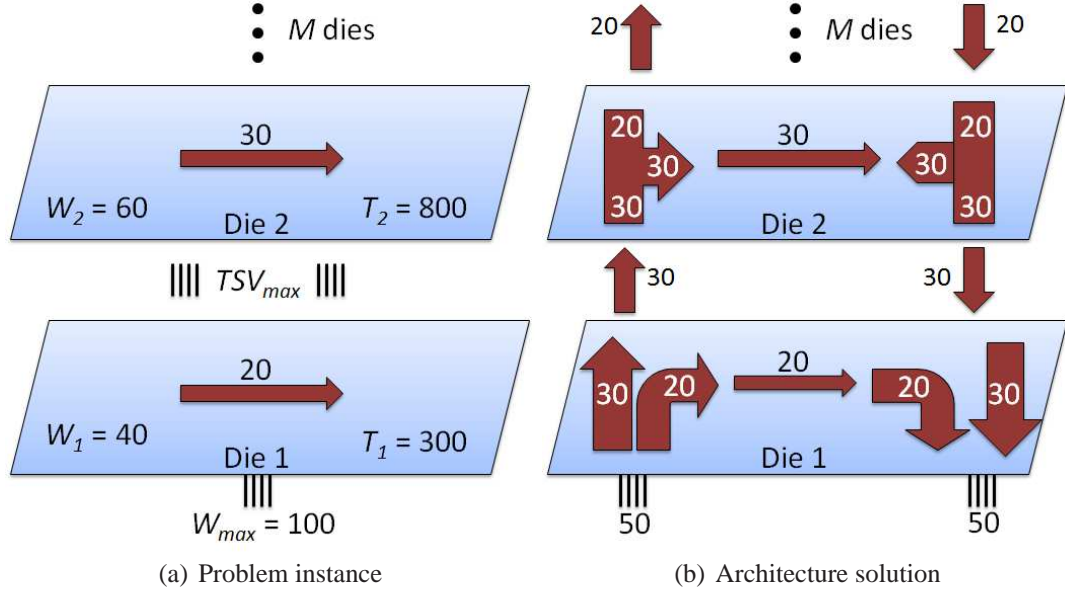 M dies
30
W2 = 60
T2 = 800
Die 2
TSVmax
20
W1 = 40
T1 = 300
Die 1
Wmax = 100
(a) Problem instance
20
M dies
20
20
30
30
30
30
20
30
Die 2
30
30
30
20
20
20
30
Die 1
50
50
(b) Architecture solution